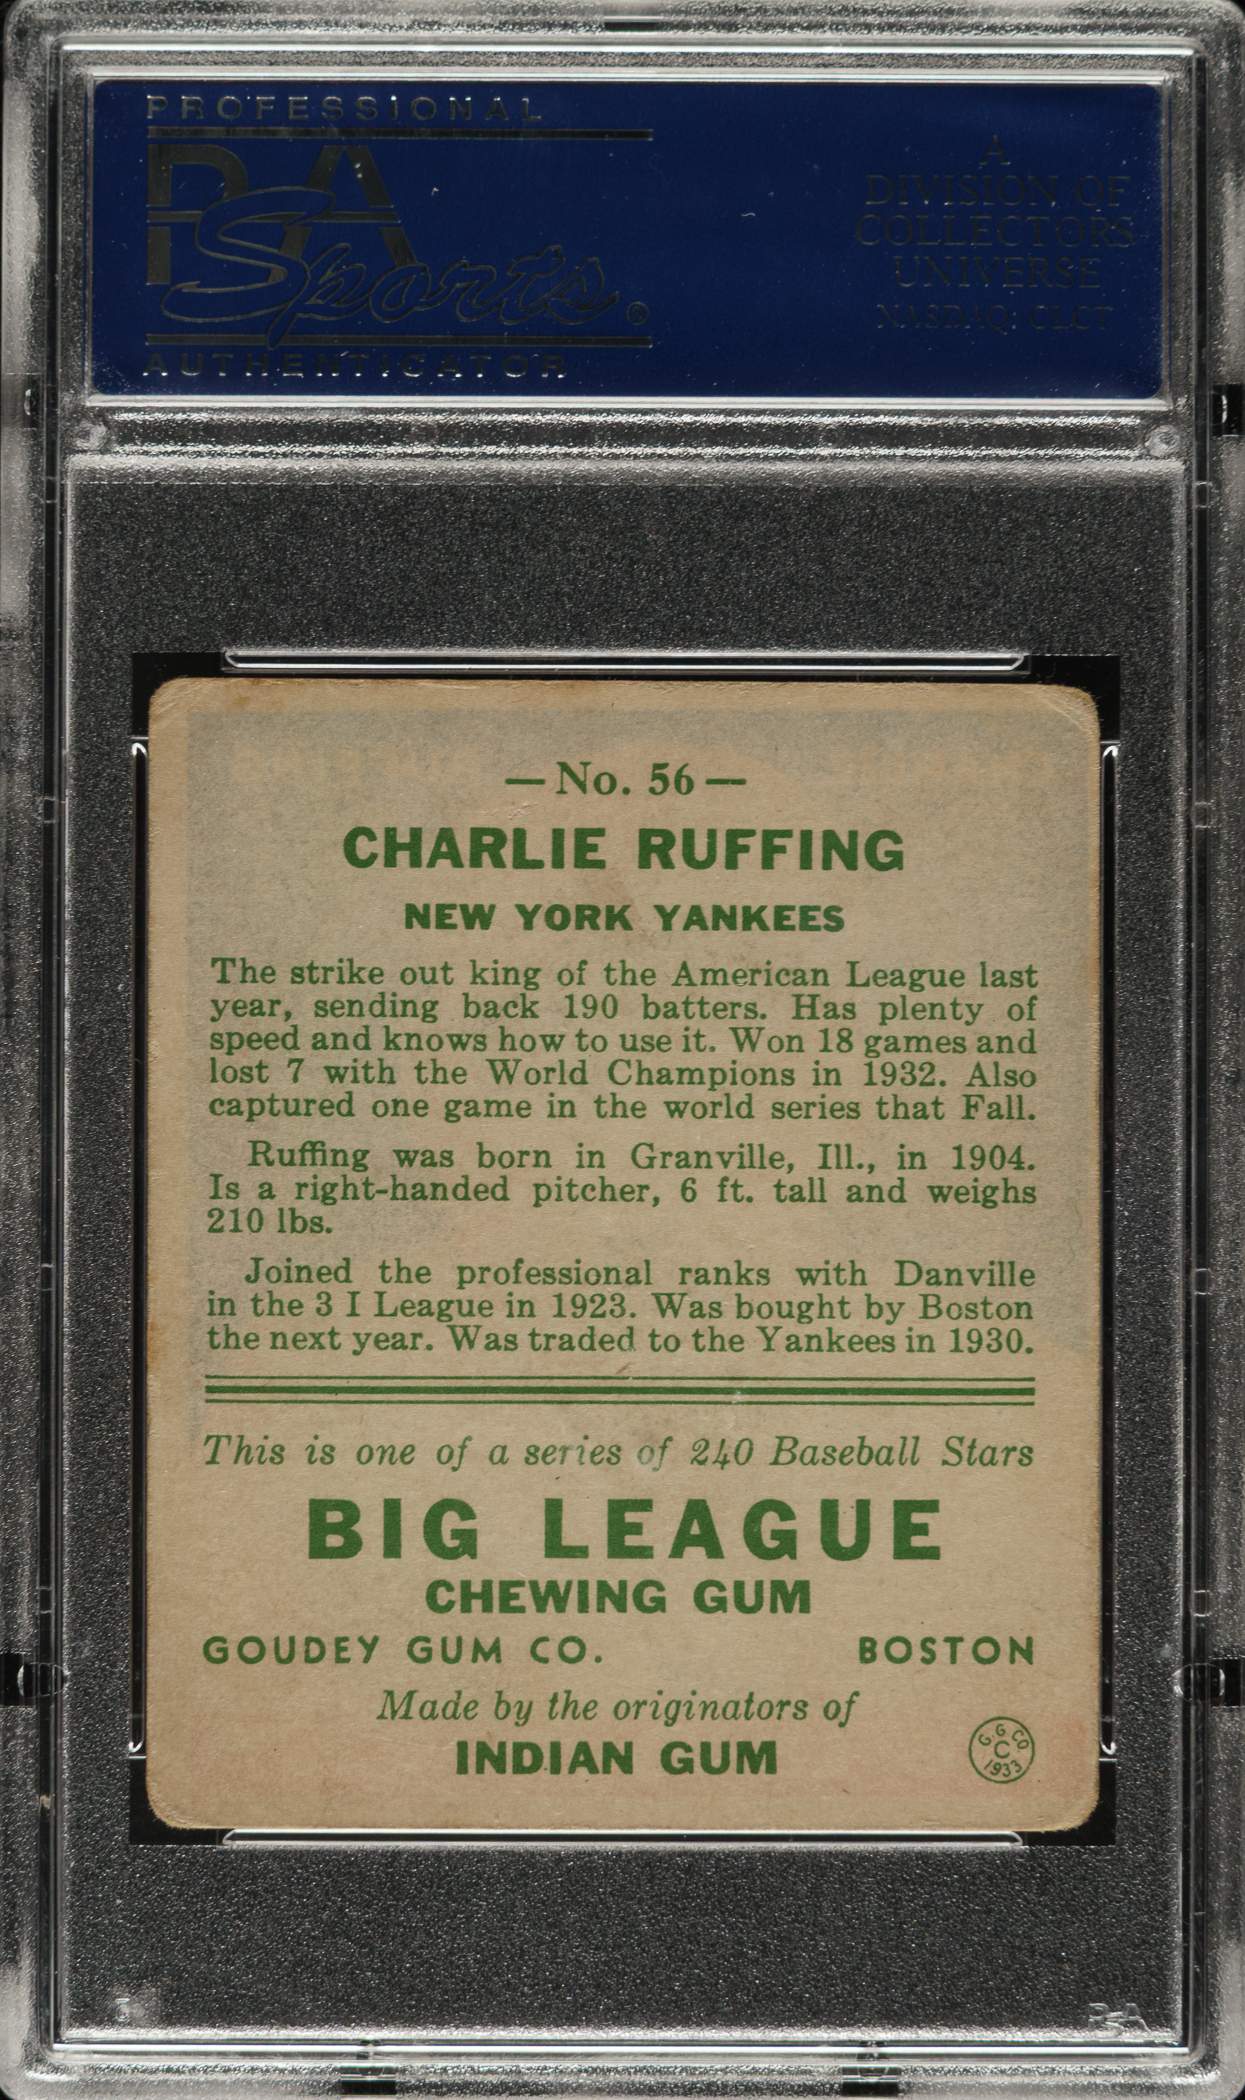 PROFESSIONAL
PSA
Sports®
AUTHENTICATOR
A
DIVISION OF
COLLECTORS
UNIVERSE
NASDAQ: CLCT
—No. 56—
CHARLIE RUFFING
NEW YORK YANKEES
The strike out king of the American League last
year, sending back 190 batters. Has plenty of
speed and knows how to use it. Won 18 games and
lost 7 with the World Champions in 1932. Also
captured one game in the world series that Fall.
Ruffing was born in Granville, Ill., in 1904.
Is a right-handed pitcher, 6 ft. tall and weighs
210 lbs.
Joined the professional ranks with Danville
in the 3 I League in 1923. Was bought by Boston
the next year. Was traded to the Yankees in 1930.
This is one of a series of 240 Baseball Stars
BIG LEAGUE
CHEWING GUM
GOUDEY GUM CO. BOSTON
Made by the originators of
INDIAN GUM
G. G. CO
C
1933
PSA